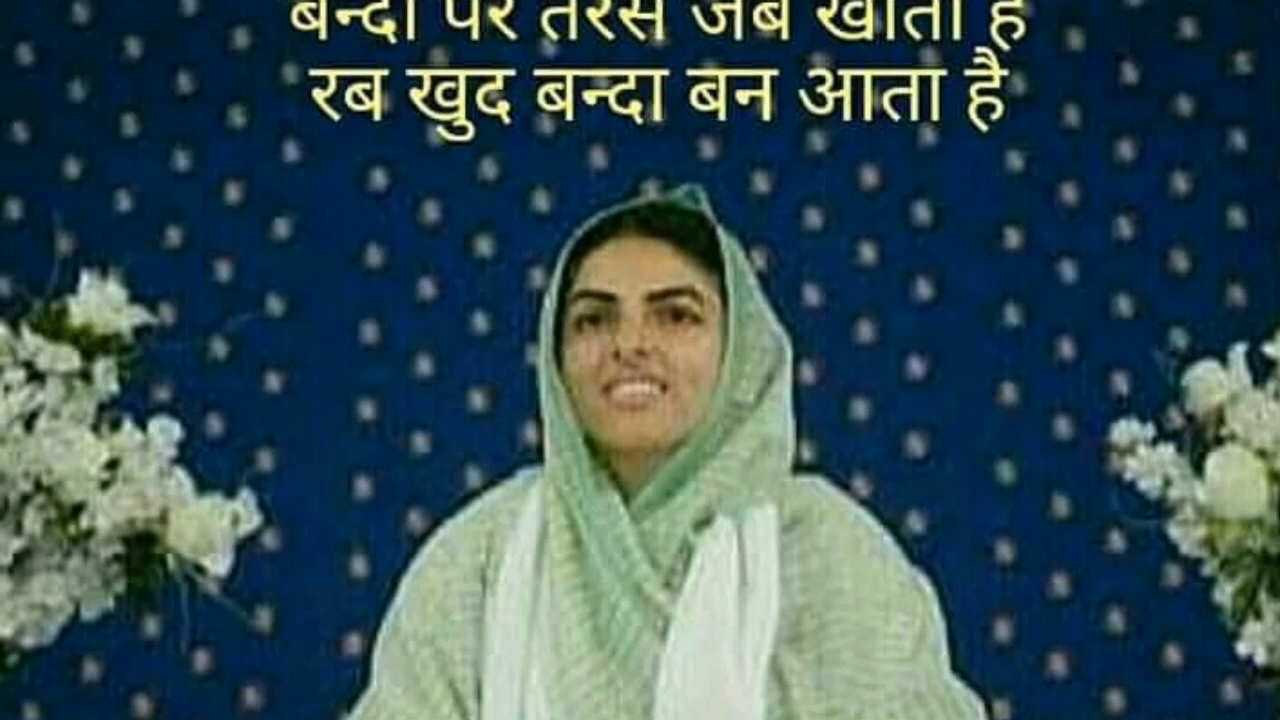 बन्दों पर तरस जब खाता है
रब खुद बन्दा बन आता है